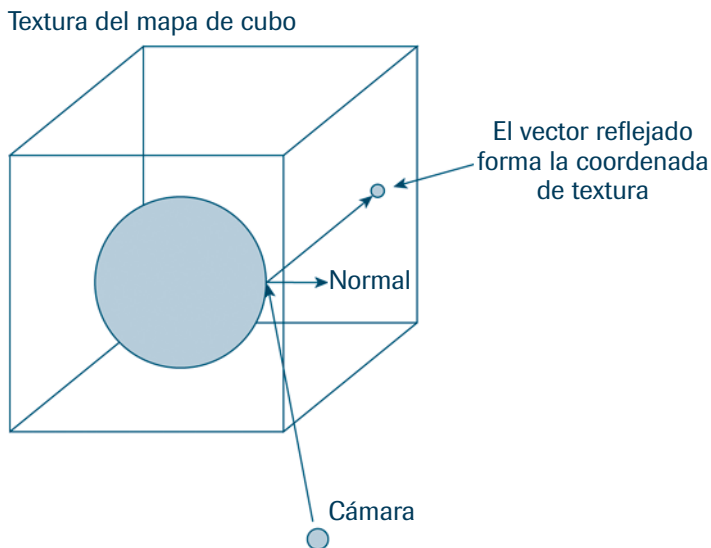 Textura del mapa de cubo
El vector reflejado
forma la coordenada
de textura
Normal
Cámara